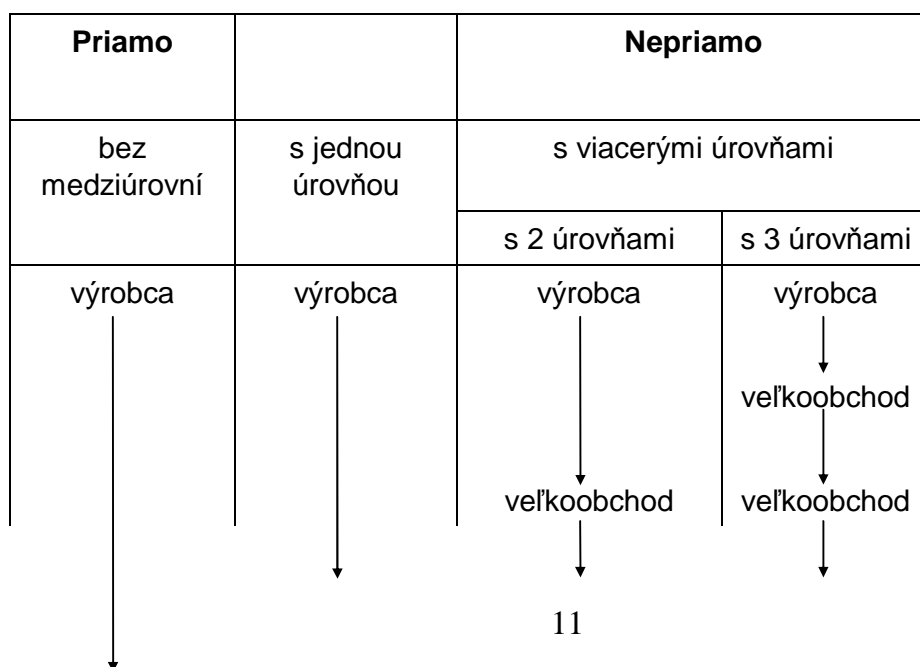 Priamo
Nepriamo
bez
medziúrovní
s jednou
úrovňou
s viacerými úrovňami
s 2 úrovňami
s 3 úrovňami
výrobca
výrobca
výrobca
výrobca
veľkoobchod
veľkoobchod
veľkoobchod
11